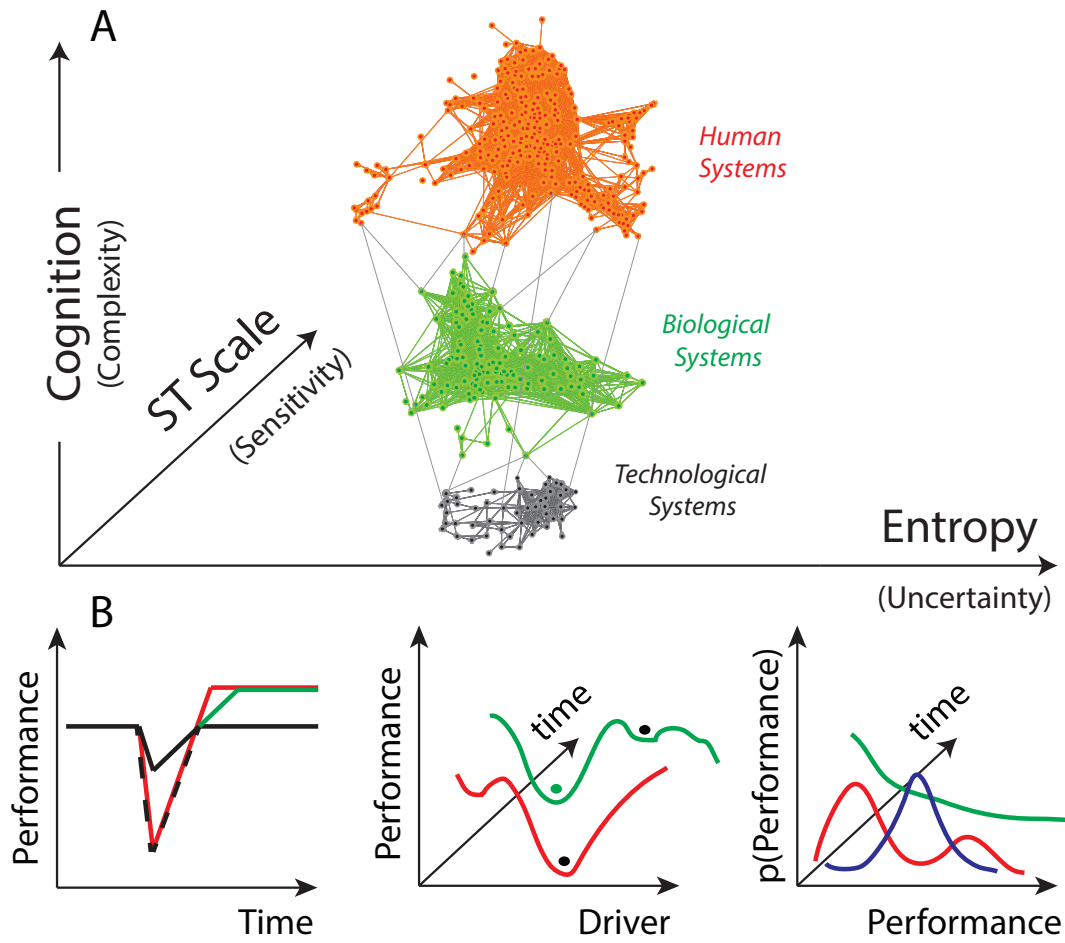 A
Cognition
(Complexity)
ST Scale
(Sensitivity)
Human
Systems
Biological
Systems
Technological
Systems
Entropy
(Uncertainty)
B
Performance
Time
Performance
time
Driver
p(Performance)
time
Performance